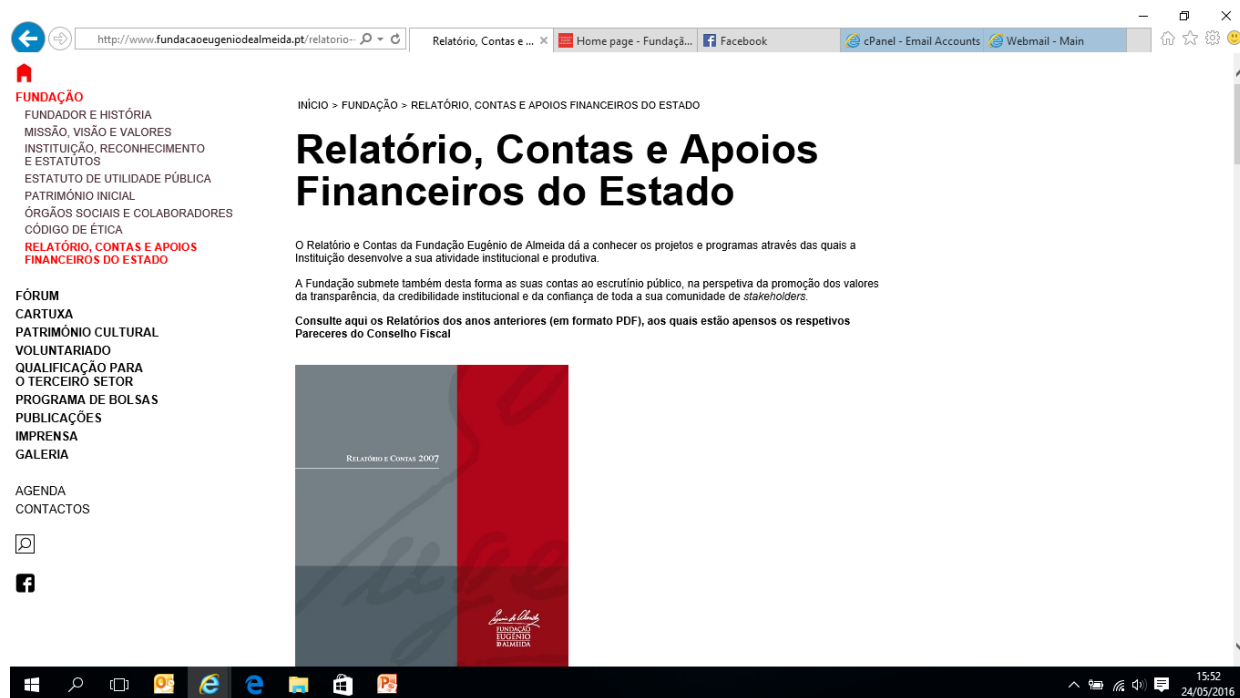 http://www.fundacaoeugeniodealmeida.pt/relatorio-
Relatório, Contas e ...
Home page - Fundaçã...
Facebook
cPanel - Email Accounts
Webmail - Main
FUNDAÇÃO
FUNDADOR E HISTÓRIA
MISSÃO, VISÃO E VALORES
INSTITUIÇÃO, RECONHECIMENTO
E ESTATUTOS
ESTATUTO DE UTILIDADE PÚBLICA
PATRIMÓNIO INICIAL
ÓRGÃOS SOCIAIS E COLABORADORES
CÓDIGO DE ÉTICA
RELATÓRIO, CONTAS E APOIOS
FINANCEIROS DO ESTADO
FÓRUM
CARTUXA
PATRIMÓNIO CULTURAL
VOLUNTARIADO
QUALIFICAÇÃO PARA
O TERCEIRO SETOR
PROGRAMA DE BOLSAS
PUBLICAÇÕES
IMPRENSA
GALERIA
AGENDA
CONTACTOS
INÍCIO > FUNDAÇÃO > RELATÓRIO, CONTAS E APOIOS FINANCEIROS DO ESTADO
Relatório, Contas e Apoios
Financeiros do Estado
O Relatório e Contas da Fundação Eugénio de Almeida dá a conhecer os projetos e programas através das quais a
Instituição desenvolve a sua atividade institucional e produtiva.
A Fundação submete também desta forma as suas contas ao escrutínio público, na perspetiva da promoção dos valores
da transparência, da credibilidade institucional e da confiança de toda a sua comunidade de stakeholders.
Consulte aqui os Relatórios dos anos anteriores (em formato PDF), aos quais estão apensos os respetivos
Pareceres do Conselho Fiscal
RELATÓRIO E CONTAS 2007
Eugénio de Almeida
FUNDAÇÃO
EUGÉNIO
DE ALMEIDA
15:52
24/05/2016